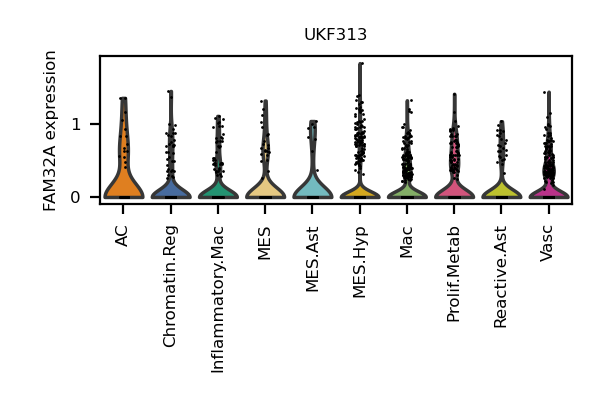 UKF313
FAM32A expression
1
0
AC
Chromatin.Reg
Inflammatory.Mac
MES
MES.Ast
MES.Hyp
Mac
Prolif.Metab
Reactive.Ast
Vasc